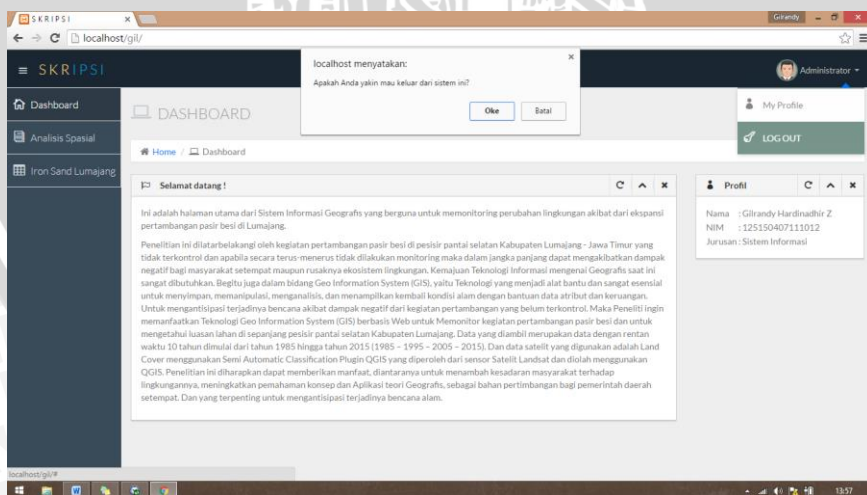 SKRIPSI
Gilrandy
localhost/gil/
SKRIPSI
localhost menyatakan:
Apakah Anda yakin mau keluar dari sistem ini?
Oke
Batal
Administrator
My Profile
LOG OUT
Dashboard
Analisis Spasial
Iron Sand Lumajang
DASHBOARD
Home / Dashboard
Selamat datang !
Ini adalah halaman utama dari Sistem Informasi Geografis yang berguna untuk memonitoring perubahan lingkungan akibat dari ekspansi
pertambangan pasir besi di Lumajang.
Penelitian ini dilatarbelakangi oleh kegiatan pertambangan pasir besi di pesisir pantai selatan Kabupaten Lumajang - Jawa Timur yang
tidak terkontrol dan apabila secara terus-menerus tidak dilakukan monitoring maka dalam jangka panjang dapat mengakibatkan dampak
negatif bagi masyarakat setempat maupun rusaknya ekosistem lingkungan. Kemajuan Teknologi Informasi mengenai Geografis saat ini
sangat dibutuhkan. Begitu juga dalam bidang Geo Information System (GIS), yaitu Teknologi yang menjadi alat bantu dan sangat esensial
untuk menyimpan, memanipulasi, menganalisis, dan menampilkan kembali kondisi alam dengan bantuan data atribut dan keruangan.
Untuk mengantisipasi terjadinya bencana akibat dampak negatif dari kegiatan pertambangan yang belum terkontrol. Maka Peneliti ingin
memanfaatkan Teknologi Geo Information System (GIS) berbasis Web untuk Memonitor kegiatan pertambangan pasir besi dan untuk
mengetahui luasan lahan di sepanjang pesisir pantai selatan Kabupaten Lumajang. Data yang diambil merupakan data dengan rentan
waktu 10 tahun dimulai dari tahun 1985 hingga tahun 2015 (1985 - 1995 - 2005 - 2015). Dan data satelit yang digunakan adalah Land
Cover menggunakan Semi Automatic Classification Plugin QGIS yang diperoleh dari sensor Satelit Landsat dan diolah menggunakan
QGIS. Penelitian ini diharapkan dapat memberikan manfaat, diantaranya untuk menambah kesadaran masyarakat terhadap
lingkungannya, meningkatkan pemahaman konsep dan Aplikasi teori Geografis, sebagai bahan pertimbangan bagi pemerintah daerah
setempat. Dan yang terpenting untuk mengantisipasi terjadinya bencana alam.
Profil
Nama : Gilrandy Hardinadhir Z
NIM : 125150407111012
Jurusan : Sistem Informasi
localhost/gil/#
13:57